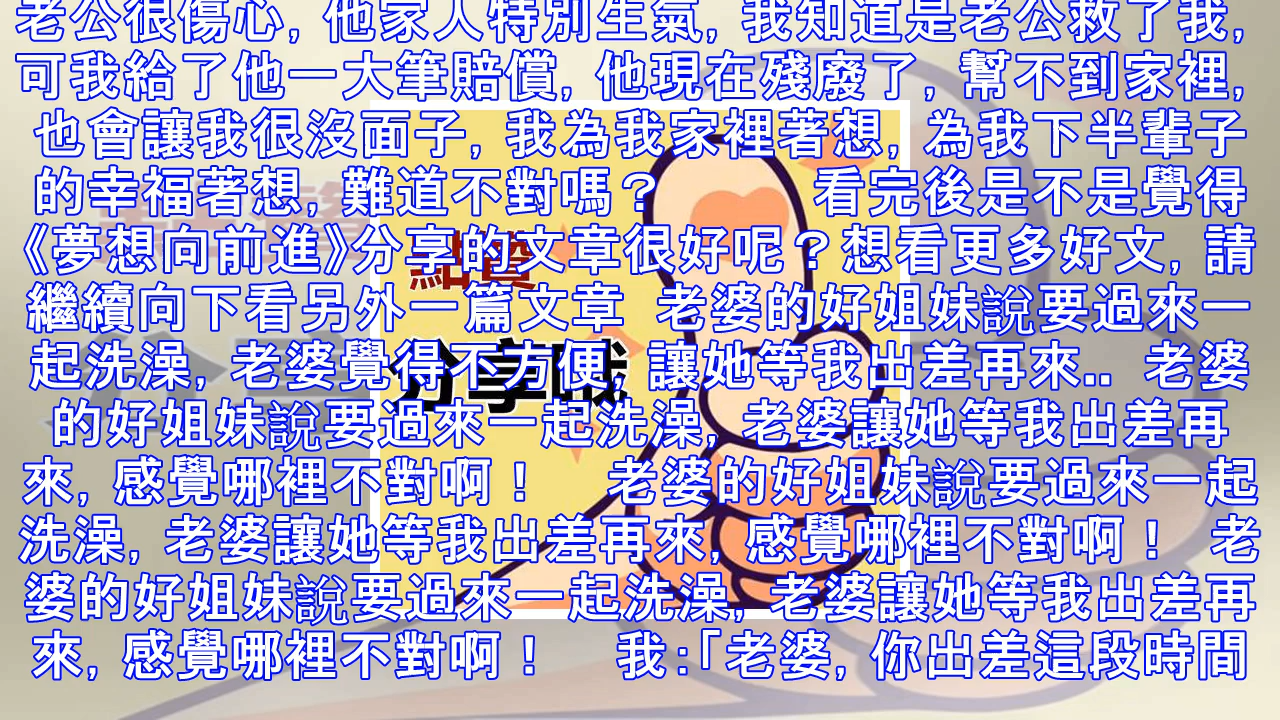 老公很傷心, 他家人特別生氣, 我知道是老公救了我,
可我給了他一大筆賠償, 他現在殘廢了, 幫不到家裡,
也會讓我很沒面子, 我為我家裡著想, 為我下半輩子
的幸福著想, 難道不對嗎？ 看完後是不是覺得
《夢想向前進》分享的文章很好呢？想看更多好文, 請
繼續向下看另外一篇文章 老婆的好姐妹說要過來一
起洗澡, 老婆覺得不方便, 讓她等我出差再來.. 老婆
的好姐妹說要過來一起洗澡, 老婆讓她等我出差再
來, 感覺哪裡不對啊！ 老婆的好姐妹說要過來一起
洗澡, 老婆讓她等我出差再來, 感覺哪裡不對啊！ 老
婆的好姐妹說要過來一起洗澡, 老婆讓她等我出差再
來, 感覺哪裡不對啊！ 我:「老婆, 你出差這段時間
點贊
分享哦